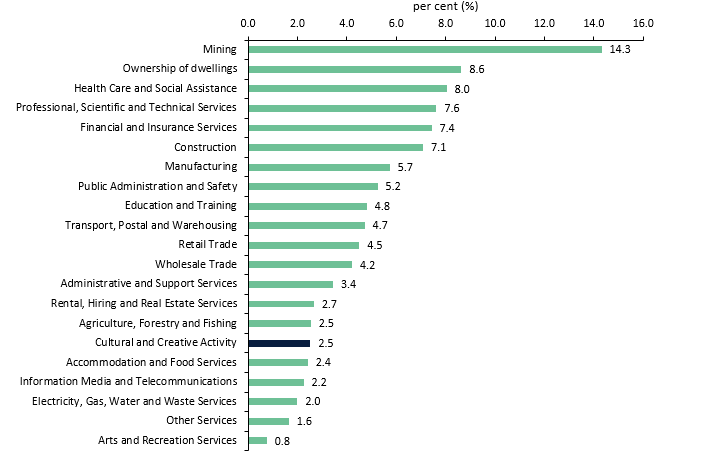 per cent (%)
0.0 2.0 4.0 6.0 8.0 10.0 12.0 14.0 16.0
Mining 14.3
Ownership of dwellings 8.6
Health Care and Social Assistance 8.0
Professional, Scientific and Technical Services 7.6
Financial and Insurance Services 7.4
Construction 7.1
Manufacturing 5.7
Public Administration and Safety 5.2
Education and Training 4.8
Transport, Postal and Warehousing 4.7
Retail Trade 4.5
Wholesale Trade 4.2
Administrative and Support Services 3.4
Rental, Hiring and Real Estate Services 2.7
Agriculture, Forestry and Fishing 2.5
Cultural and Creative Activity 2.5
Accommodation and Food Services 2.4
Information Media and Telecommunications 2.2
Electricity, Gas, Water and Waste Services 2.0
Other Services 1.6
Arts and Recreation Services 0.8